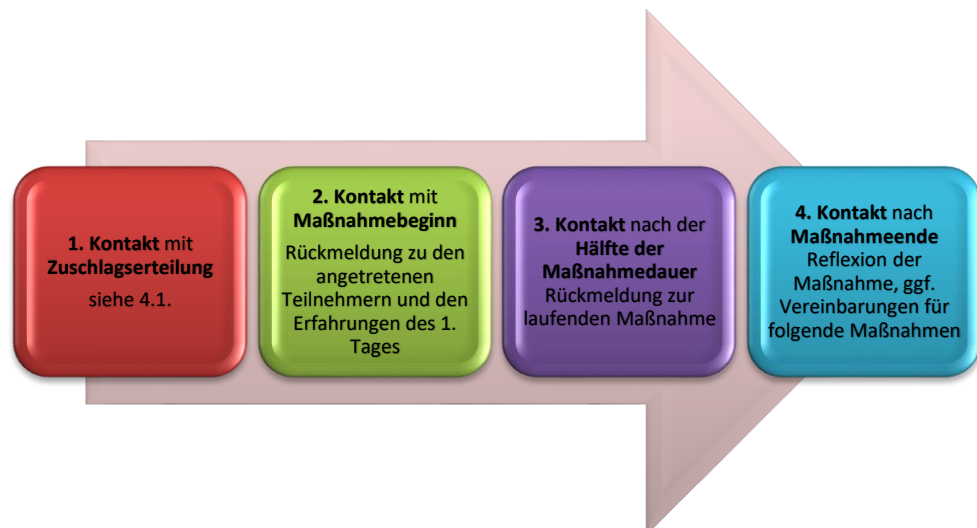 1. Kontakt mit
Zuschlagserteilung
siehe 4.1.
2. Kontakt mit
Maßnahmebeginn
Rückmeldung zu den
angetretenen
Teilnehmern und den
Erfahrungen des 1.
Tages
3. Kontakt nach der
Hälfte der
Maßnahmedauer
Rückmeldung zur
laufenden Maßnahme
4. Kontakt nach
Maßnahmeende
Reflexion der
Maßnahme, ggf.
Vereinbarungen für
folgende Maßnahmen